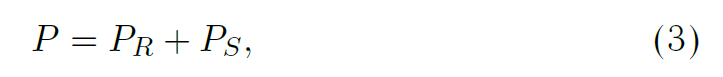 P = P_R + P_S, (3)